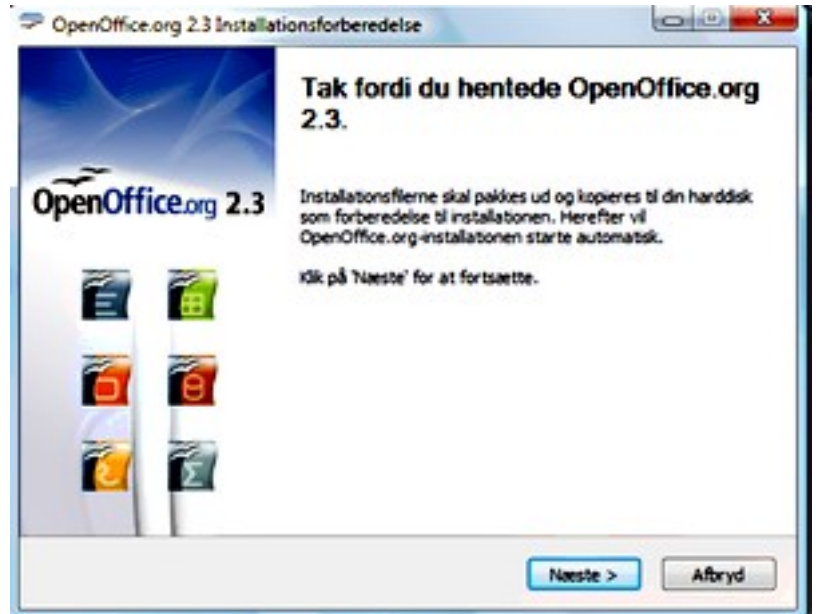 OpenOffice.org 2.3 Installationsforberedelse
Tak fordi du hentede OpenOffice.org
2.3.
OpenOffice.org 2.3
Installationsfilerne skal pakkes ud og kopieres til din harddisk
som forberedelse til installationen. Herefter vil
OpenOffice.org-installationen starte automatisk.
Klik på 'Næste' for at fortsætte.
Næste >
Afbryd